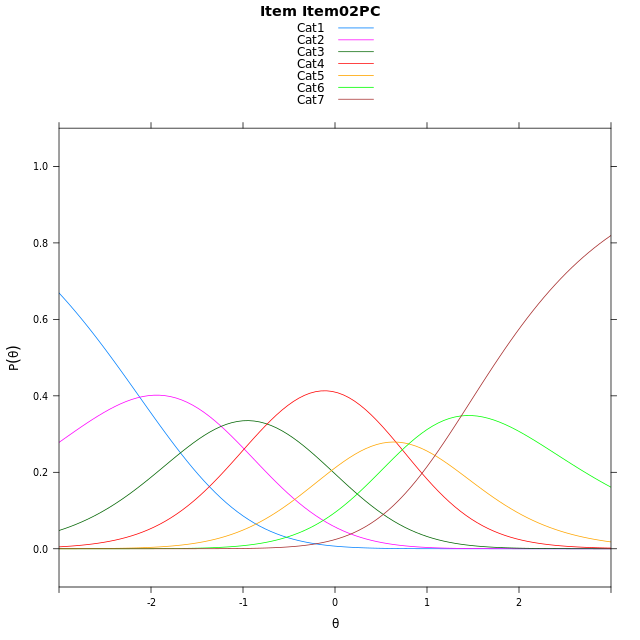 Item Item02PC
Cat1
Cat2
Cat3
Cat4
Cat5
Cat6
Cat7
1.0
0.8
0.6
0.4
0.2
0.0
P(θ)
-2 -1 0 1 2
θ